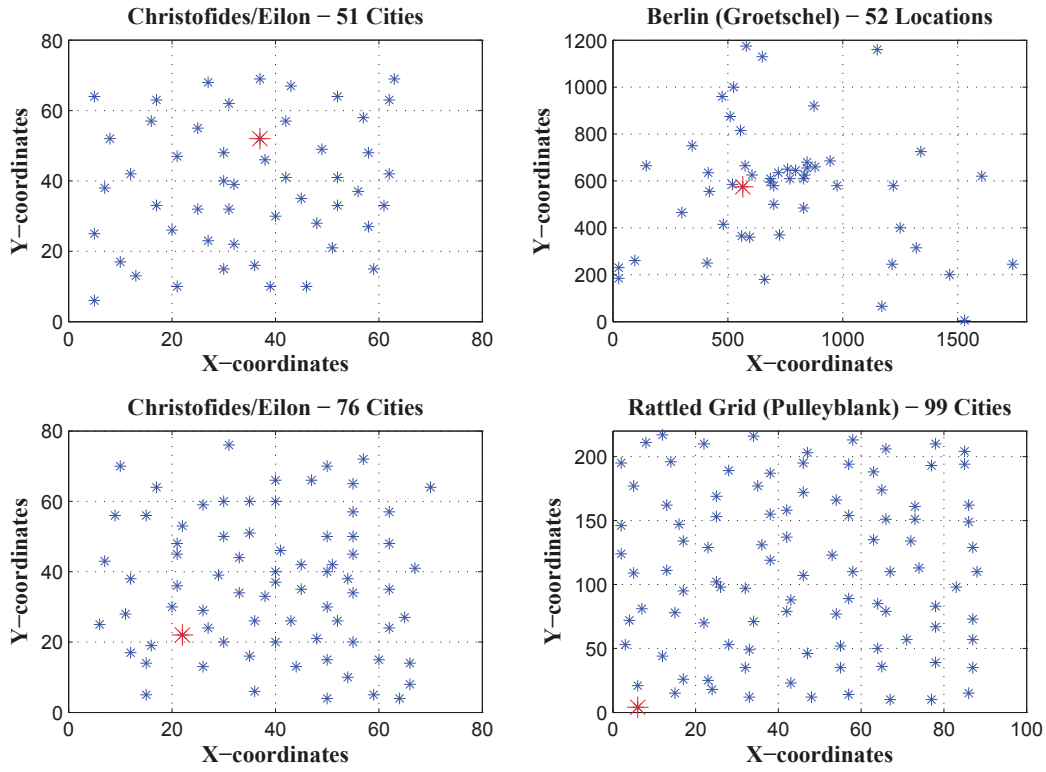 Christofides/Eilon − 51 Cities
80
60
40
20
0
0 20 40 60 80
Y−coordinates
X−coordinates
Berlin (Groetschel) − 52 Locations
1200
1000
800
600
400
200
0
0 500 1000 1500
Y−coordinates
X−coordinates
Christofides/Eilon − 76 Cities
80
60
40
20
0
0 20 40 60 80
Y−coordinates
X−coordinates
Rattled Grid (Pulleyblank) − 99 Cities
200
150
100
50
0
0 20 40 60 80 100
Y−coordinates
X−coordinates